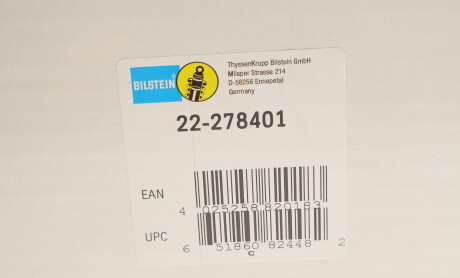 BILSTEIN
ThyssenKrupp Bilstein GmbH
Milsper Strasse 214
D-58256 Ennepetal
Germany
22-278401
EAN
4 025258 820183
UPC
6 51860 82448 2
C